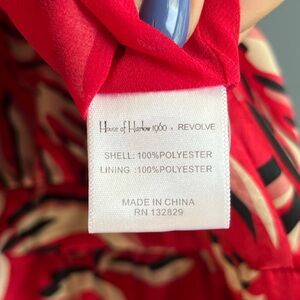 House of Harlow 1960 x REVOLVE
SHELL: 100%POLYESTER
LINING :100%POLYESTER
MADE IN CHINA
RN 132829